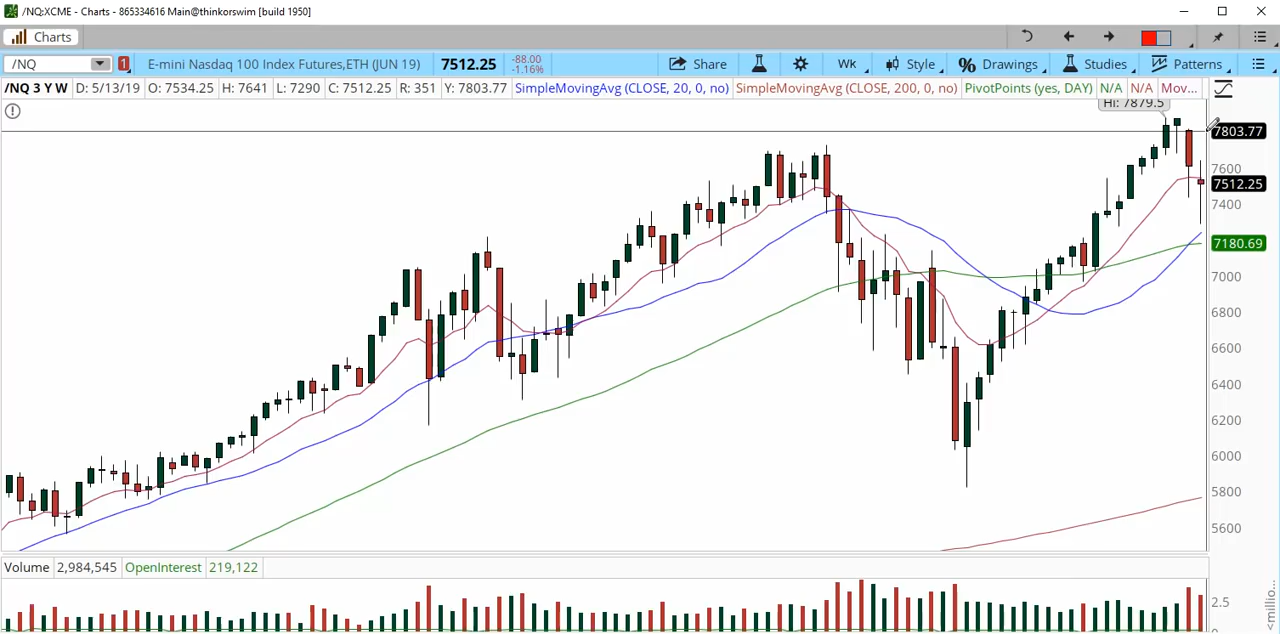 /NQ:XCME - Charts - 865334616 Main@thinkorswim [build 1950]
Charts
/NQ 1 E-mini Nasdaq 100 Index Futures,ETH (JUN 19) 7512.25 -88.00 -1.16% Share Wk Style % Drawings Studies Patterns
/NQ 3 Y W D: 5/13/19 O: 7534.25 H: 7641 L: 7290 C: 7512.25 R: 351 Y: 7803.77 SimpleMovingAvg (CLOSE, 20, 0, no) SimpleMovingAvg (CLOSE, 200, 0, no) PivotPoints (yes, DAY) N/A N/A Mov...
Hi: 7879.5
7803.77
7600
7512.25
7400
7180.69
7000
6800
6600
6400
6200
6000
5800
5600
Volume 2,984,545 OpenInterest 219,122
2.5
<millio...
0